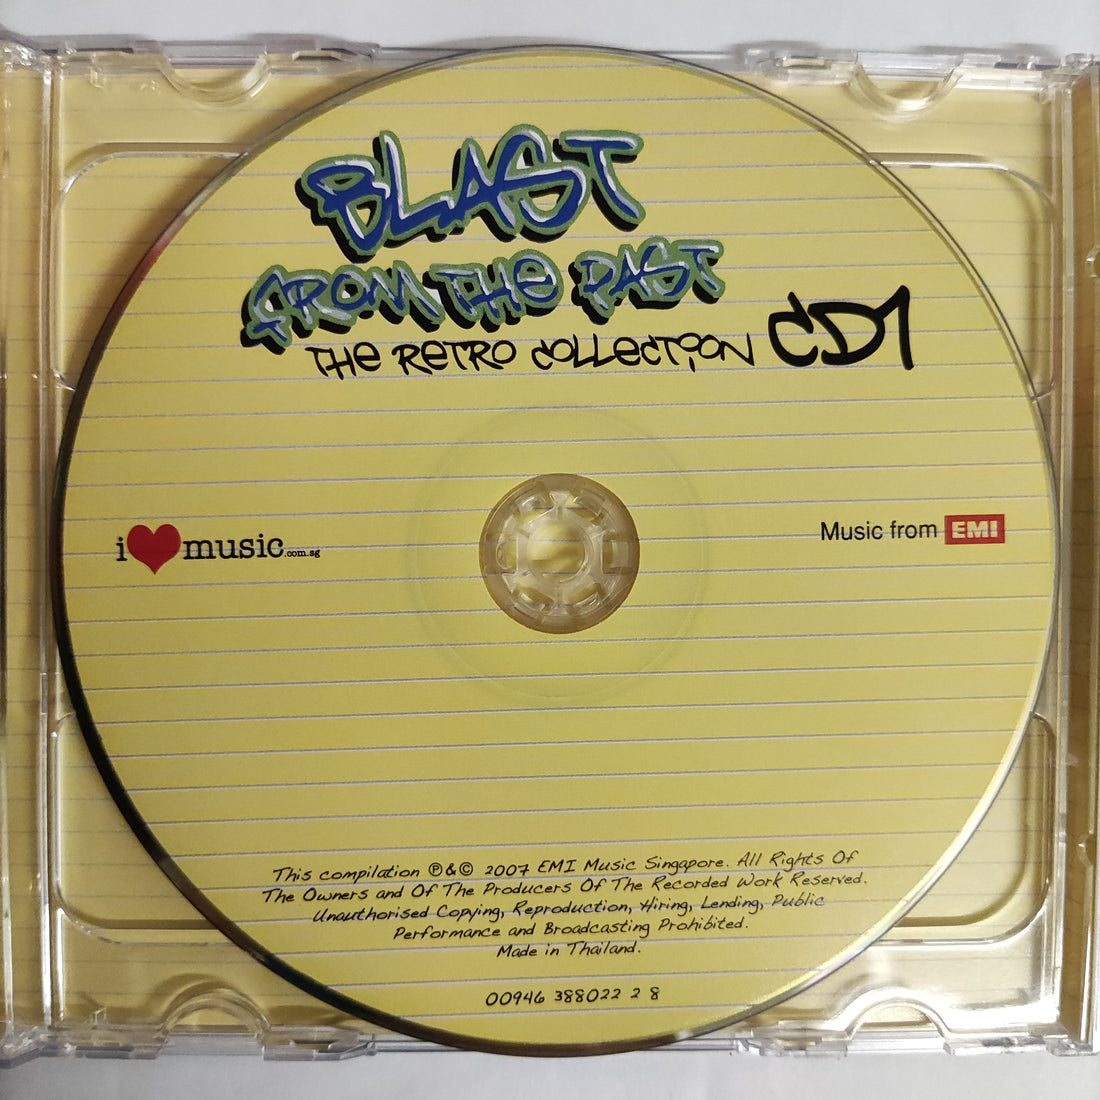 BLAST
FROM THE PAST
THE RETRO COLLECTION CD1
i♥music.com.sg
Music from EMI
This compilation ℗&© 2007 EMI Music Singapore. All Rights Of
The Owners and Of The Producers Of The Recorded Work Reserved.
Unauthorised Copying, Reproduction, Hiring, Lending, Public
Performance and Broadcasting Prohibited.
Made in Thailand.
00946 388022 2 8